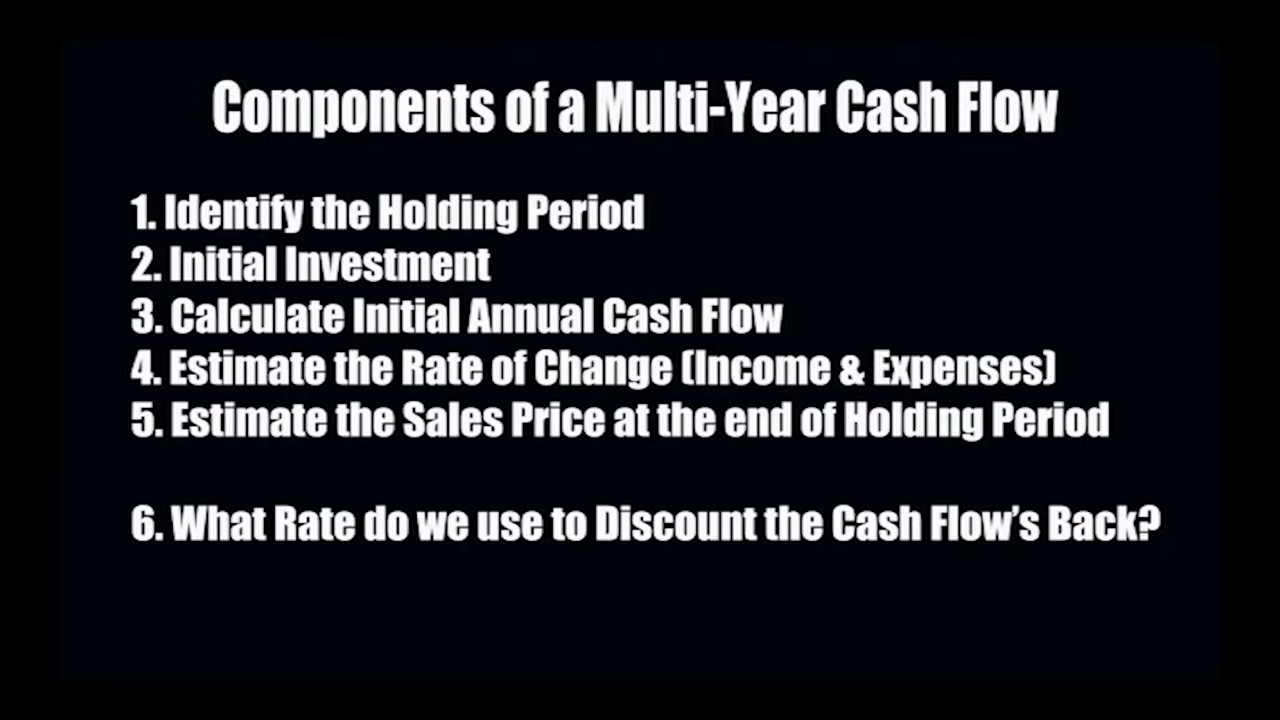 Components of a Multi-Year Cash Flow
1. Identify the Holding Period
2. Initial Investment
3. Calculate Initial Annual Cash Flow
4. Estimate the Rate of Change (Income & Expenses)
5. Estimate the Sales Price at the end of Holding Period
6. What Rate do we use to Discount the Cash Flow's Back?